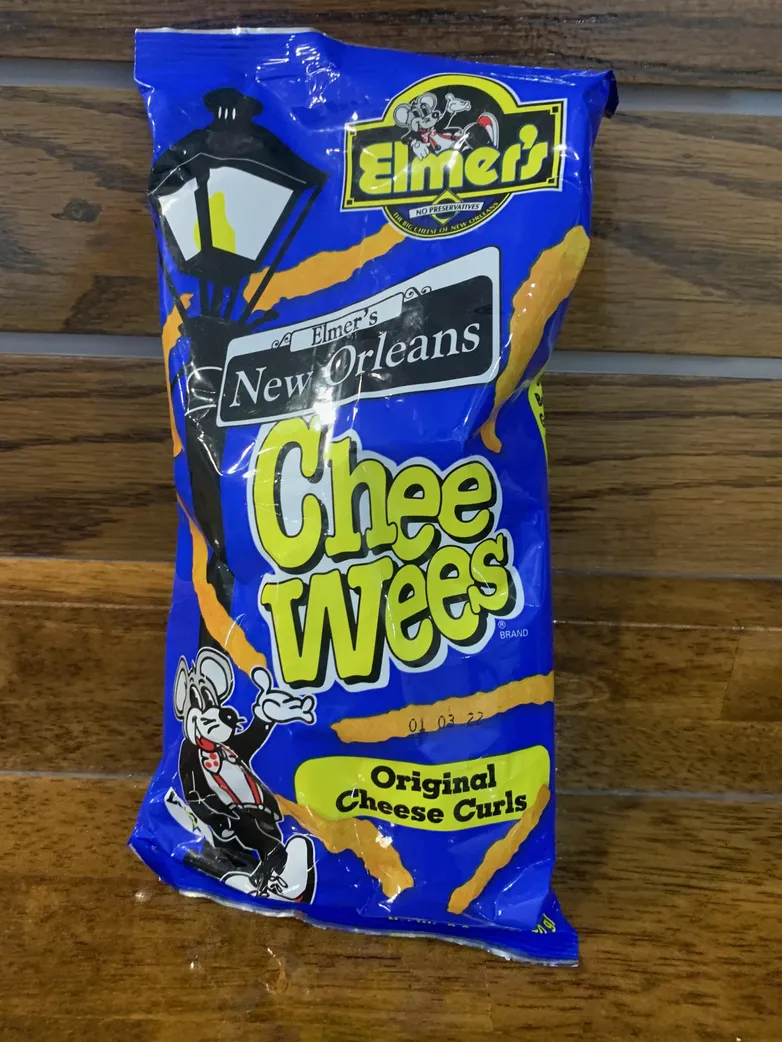 Elmer's
NO PRESERVATIVES
THE BIG CHEESE OF NEW ORLEANS
Elmer's
New Orleans
Chee
Wees
®
BRAND
01 03 22
Original
Cheese Curls